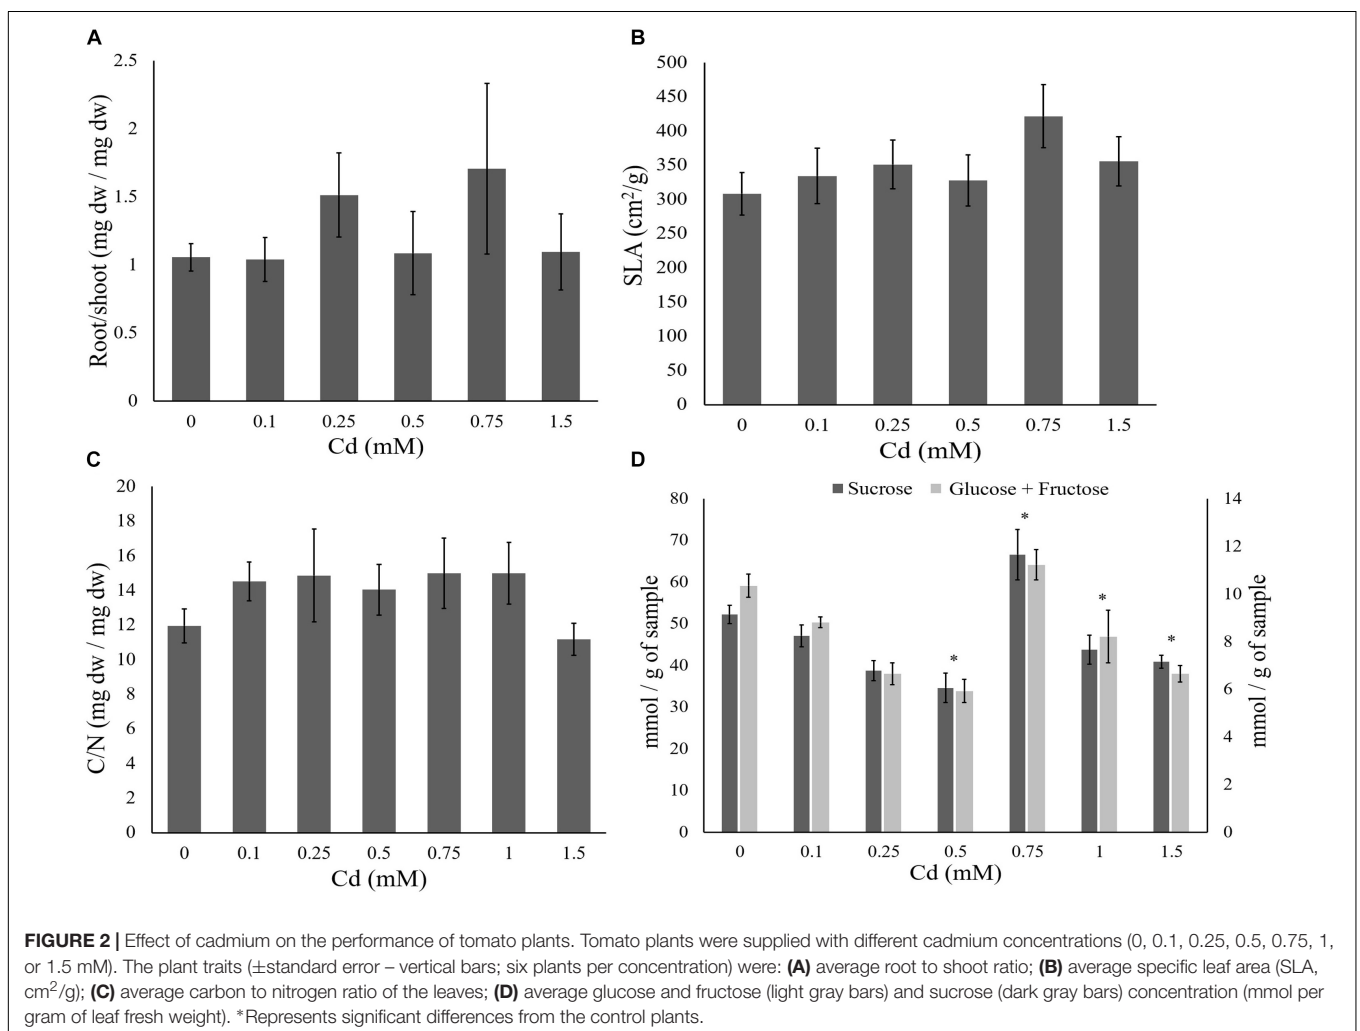 A
Root/shoot (mg dw / mg dw)
2.5
2
1.5
1
0.5
0
0 0.1 0.25 0.5 0.75 1.5
Cd (mM)
B
SLA (cm²/g)
500
450
400
350
300
250
200
150
100
50
0
0 0.1 0.25 0.5 0.75 1.5
Cd (mM)
C
C/N (mg dw / mg dw)
20
18
16
14
12
10
8
6
4
2
0
0 0.1 0.25 0.5 0.75 1 1.5
Cd (mM)
D
Sucrose Glucose + Fructose
mmol / g of sample
80
70
60
50
40
30
20
10
0
* * * *
0 0.1 0.25 0.5 0.75 1 1.5
Cd (mM)
14
12
10
8
6
4
2
0
mmol / g of sample
FIGURE 2 | Effect of cadmium on the performance of tomato plants. Tomato plants were supplied with different cadmium concentrations (0, 0.1, 0.25, 0.5, 0.75, 1,
or 1.5 mM). The plant traits (±standard error – vertical bars; six plants per concentration) were: (A) average root to shoot ratio; (B) average specific leaf area (SLA,
cm²/g); (C) average carbon to nitrogen ratio of the leaves; (D) average glucose and fructose (light gray bars) and sucrose (dark gray bars) concentration (mmol per
gram of leaf fresh weight). *Represents significant differences from the control plants.